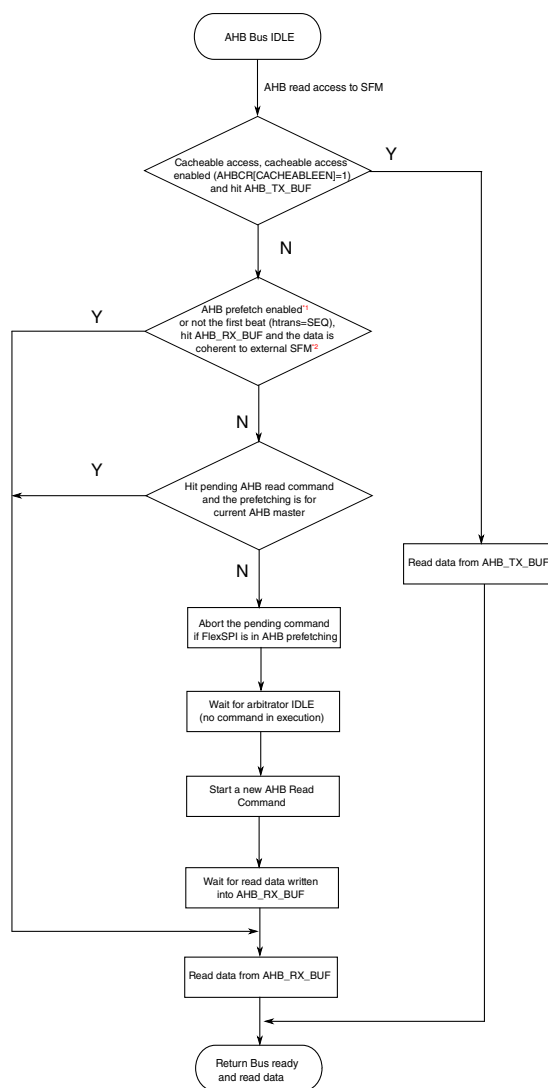 AHB Bus IDLE
AHB read access to SFM
Cacheable access, cacheable access
enabled (AHBCR[CACHEABLEEN]=1)
and hit AHB_TX_BUF
Y
N
AHB prefetch enabled*1
or not the first beat (htrans=SEQ),
hit AHB_RX_BUF and the data is
coherent to external SFM*2
Y
N
Hit pending AHB read command
and the prefetching is for
current AHB master
Y
N
Read data from AHB_TX_BUF
Abort the pending command
if FlexSPI is in AHB prefetching
Wait for arbitrator IDLE
(no command in execution)
Start a new AHB Read
Command
Wait for read data written
into AHB_RX_BUF
Read data from AHB_RX_BUF
Return Bus ready
and read data